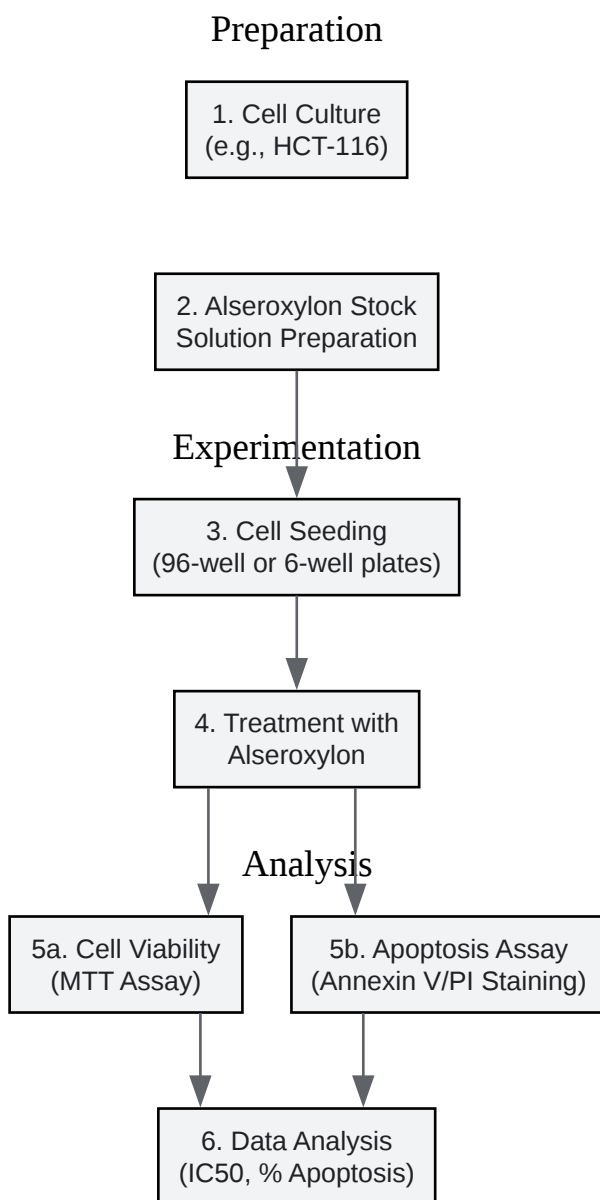 Preparation
1. Cell Culture
(e.g., HCT-116)
2. Alseroxylon Stock
Solution Preparation
Experimentation
3. Cell Seeding
(96-well or 6-well plates)
4. Treatment with
Alseroxylon
Analysis
5a. Cell Viability
(MTT Assay)
5b. Apoptosis Assay
(Annexin V/PI Staining)
6. Data Analysis
(IC50, % Apoptosis)